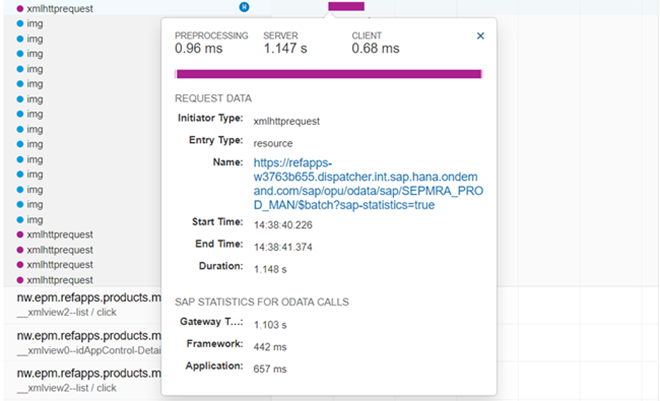 xmlhttprequest
img
img
img
img
img
img
img
img
img
img
img
img
img
img
xmlhttprequest
xmlhttprequest
xmlhttprequest
xmlhttprequest
nw.epm.refapps.products.m
__xmlview2--list / click
nw.epm.refapps.products.m
__xmlview0--idAppControl-Detai
nw.epm.refapps.products.m
__xmlview2--list / click
PREPROCESSING SERVER CLIENT
0.96 ms 1.147 s 0.68 ms
REQUEST DATA
Initiator Type: xmlhttprequest
Entry Type: resource
Name: https://refapps-
w3763b655.dispatcher.int.sap.hana.ondem
and.com/sap/opu/odata/sap/SEPMRA_PRO
D_MAN/$batch?sap-statistics=true
Start Time: 14:38:40.226
End Time: 14:38:41.374
Duration: 1.148 s
SAP STATISTICS FOR ODATA CALLS
Gateway T...: 1.103 s
Framework: 442 ms
Application: 657 ms